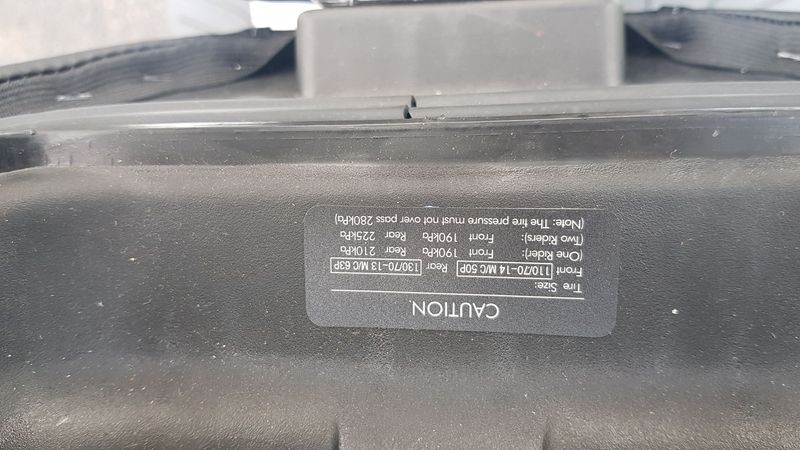 CAUTION.
Tire Size:
Front 110/70-14 M/C 50P Rear 130/70-13 M/C 63P
(One Rider): Front 190kPa Rear 210kPa
(Two Riders): Front 190kPa Rear 225kPa
(Note: The tire pressure must not over pass 280kPa)